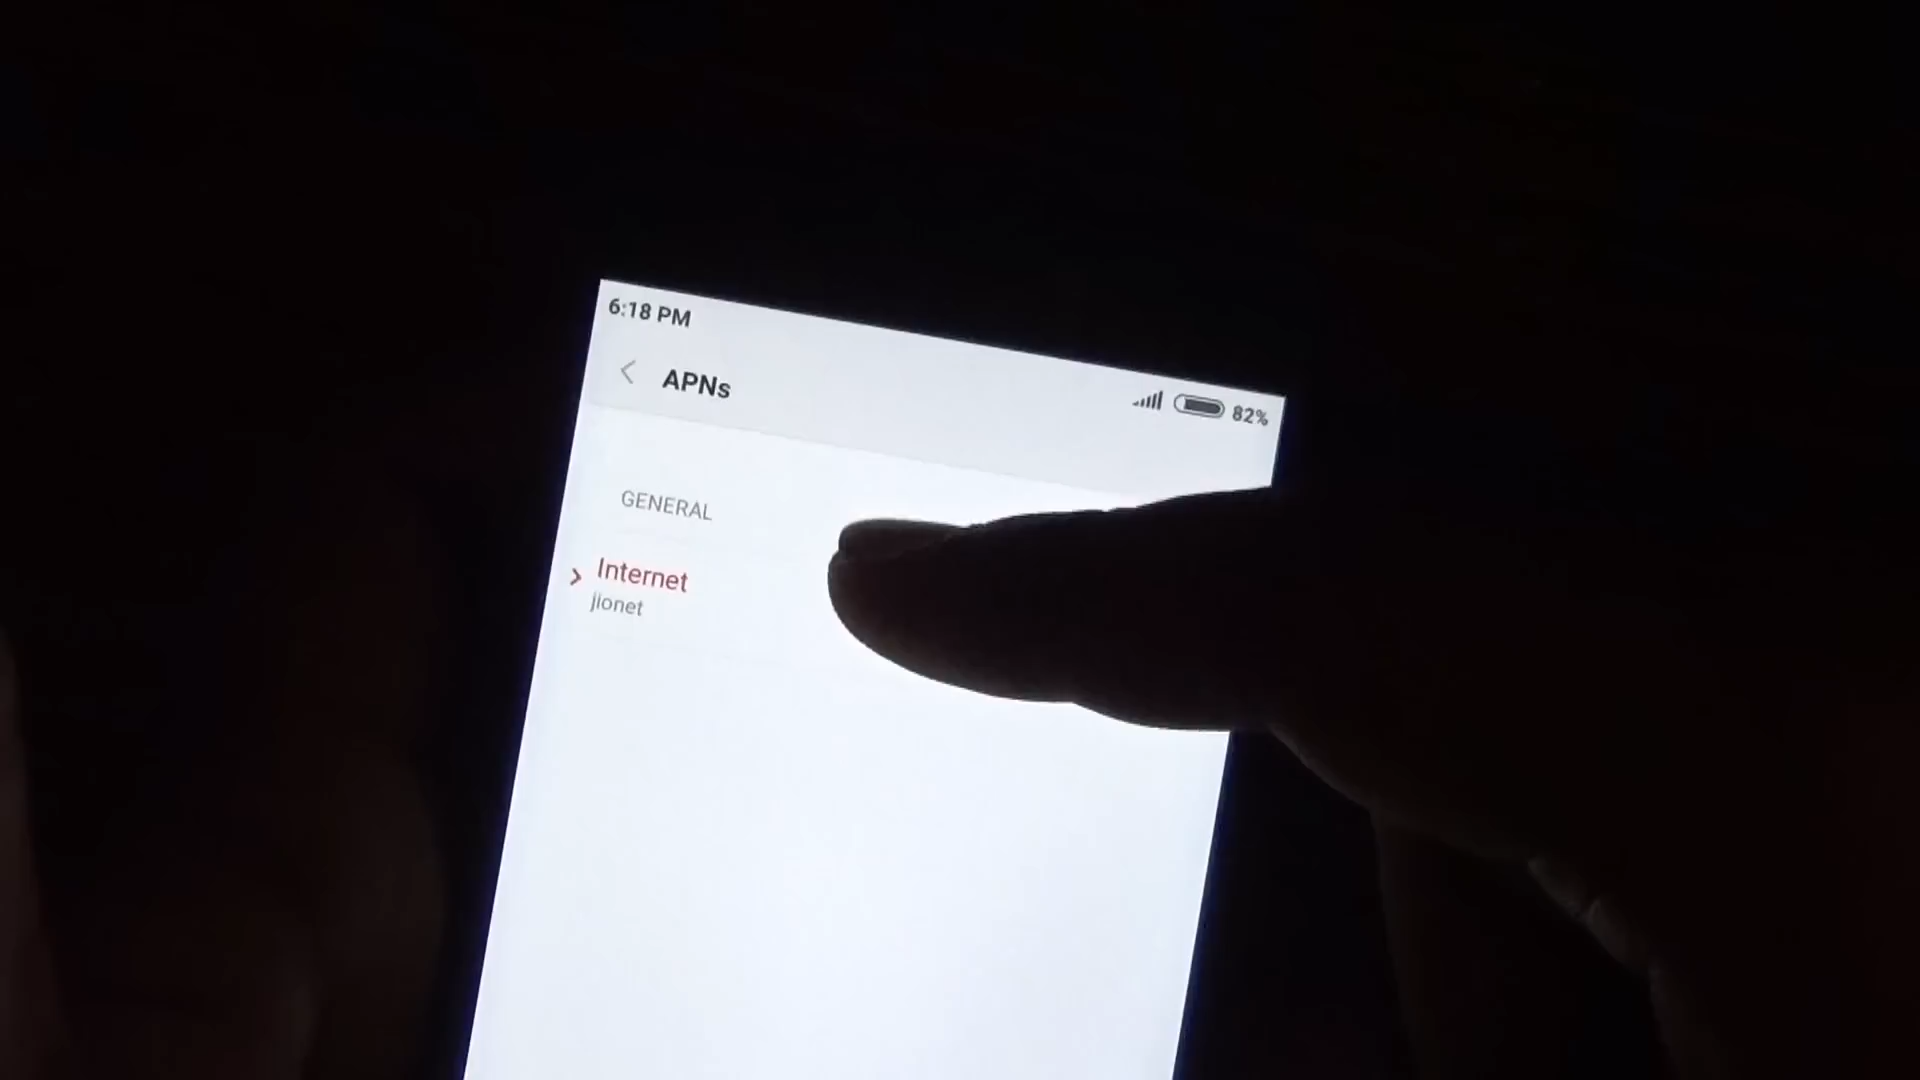 6:18 PM
82%
APNs
GENERAL
Internet
jionet